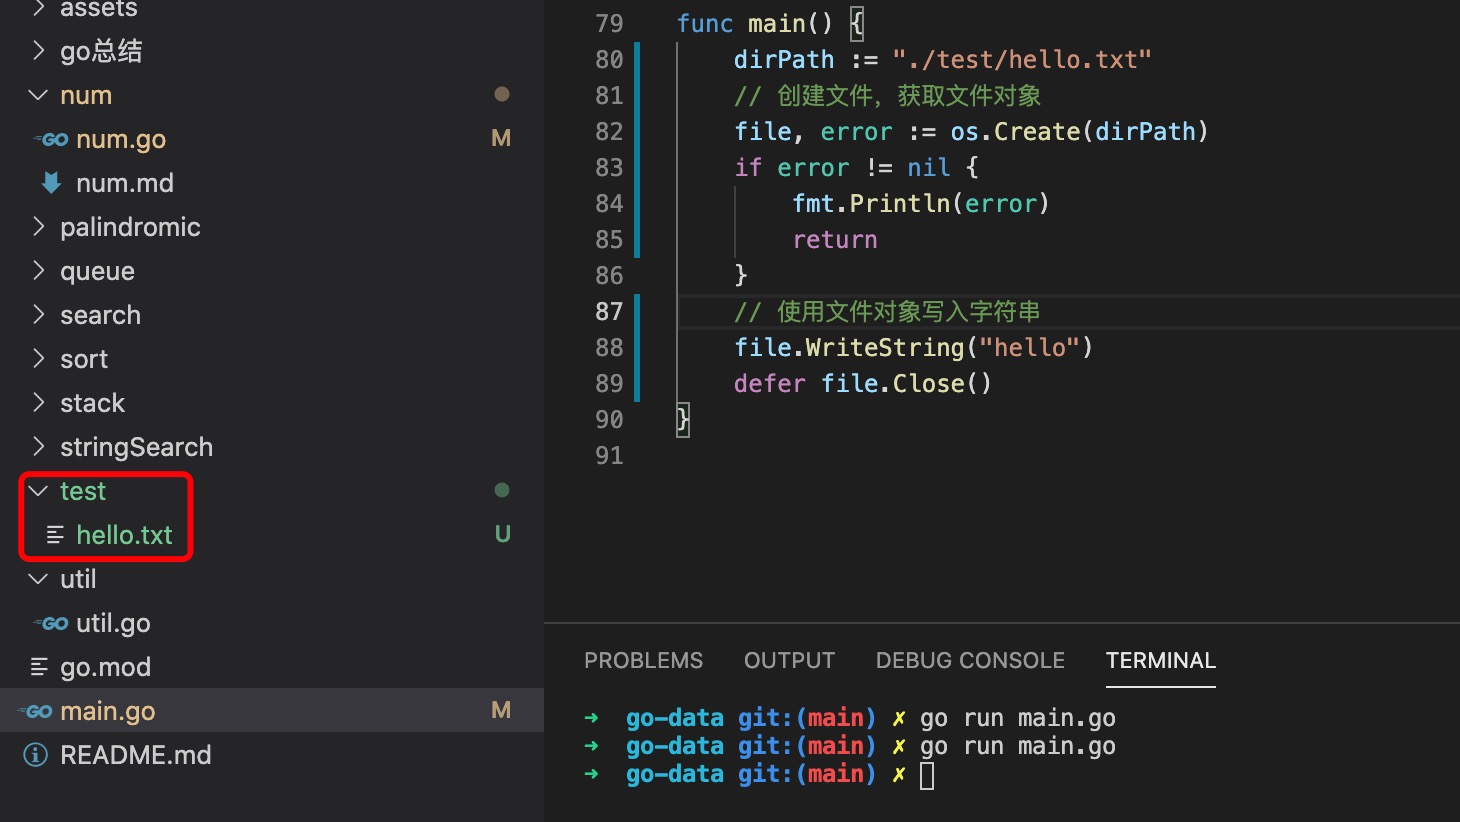 assets
go总结
num
GO num.go M
num.md
palindromic
queue
search
sort
stack
stringSearch
test
hello.txt U
util
GO util.go
go.mod
GO main.go M
README.md
79 func main() {
80 dirPath := "./test/hello.txt"
81 // 创建文件，获取文件对象
82 file, error := os.Create(dirPath)
83 if error != nil {
84 fmt.Println(error)
85 return
86 }
87 // 使用文件对象写入字符串
88 file.WriteString("hello")
89 defer file.Close()
90 }
91
PROBLEMS OUTPUT DEBUG CONSOLE TERMINAL
➜ go-data git:(main) ✗ go run main.go
➜ go-data git:(main) ✗ go run main.go
➜ go-data git:(main) ✗